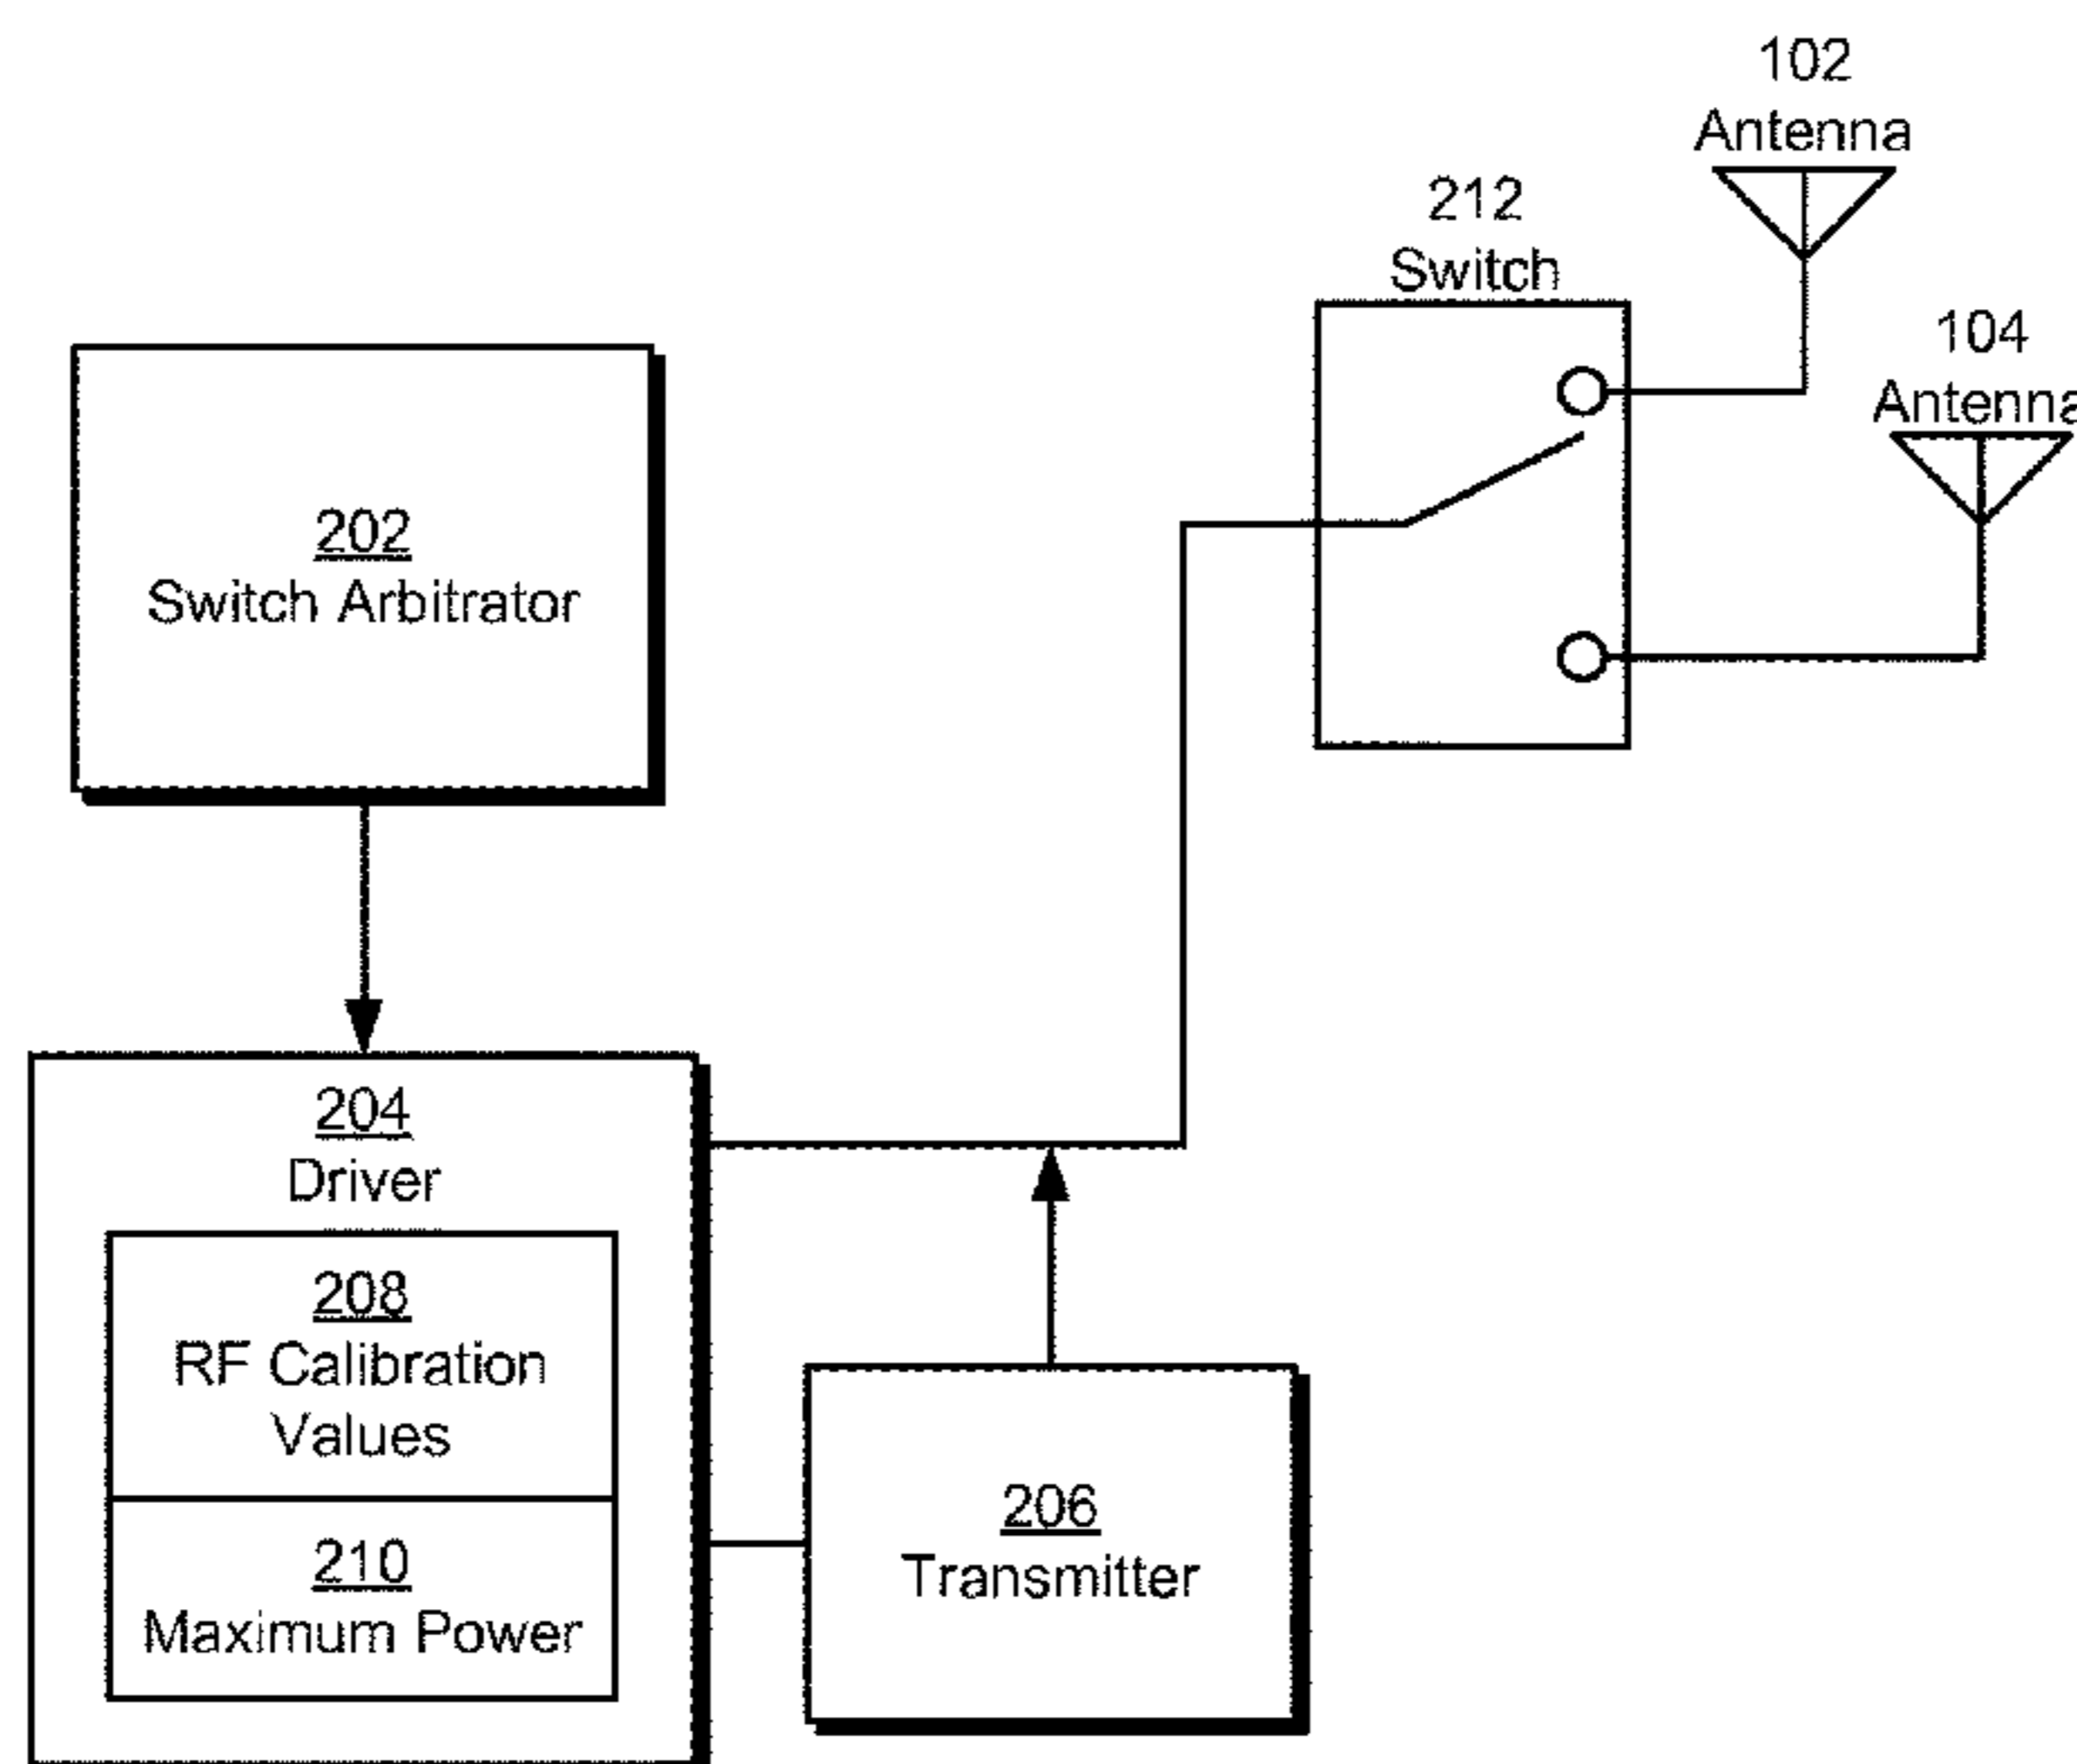 102
Antenna
212
Switch
104
Antenna
202
Switch Arbitrator
204
Driver
208
RF Calibration
Values
210
Maximum Power
206
Transmitter